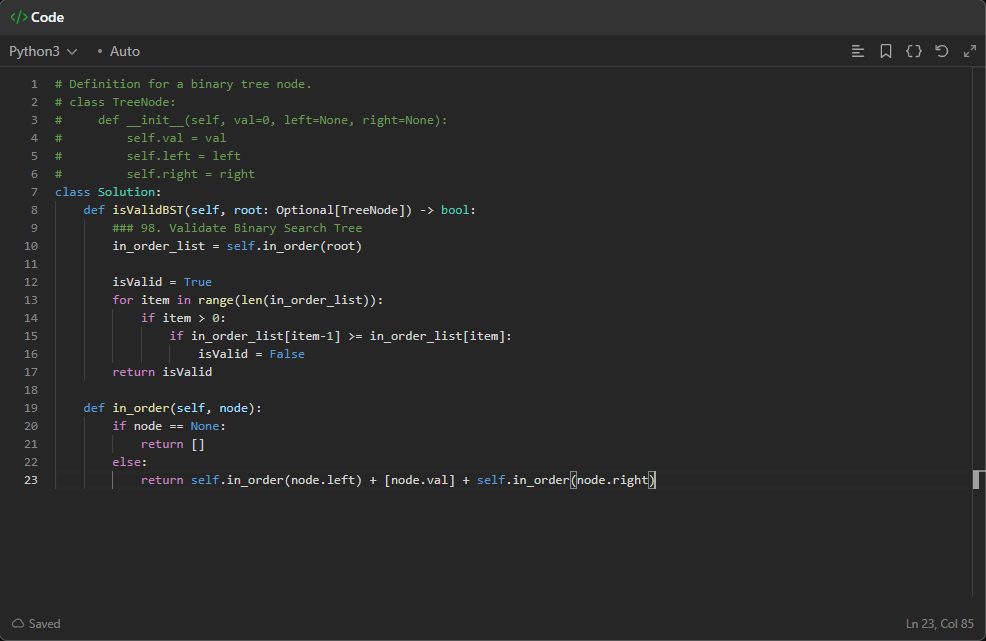 </> Code
Python3 • Auto
1 # Definition for a binary tree node.
2 # class TreeNode:
3 #     def __init__(self, val=0, left=None, right=None):
4 #         self.val = val
5 #         self.left = left
6 #         self.right = right
7 class Solution:
8     def isValidBST(self, root: Optional[TreeNode]) -> bool:
9         ### 98. Validate Binary Search Tree
10         in_order_list = self.in_order(root)
11
12         isValid = True
13         for item in range(len(in_order_list)):
14             if item > 0:
15                 if in_order_list[item-1] >= in_order_list[item]:
16                     isValid = False
17         return isValid
18
19     def in_order(self, node):
20         if node == None:
21             return []
22         else:
23             return self.in_order(node.left) + [node.val] + self.in_order(node.right)
Saved
Ln 23, Col 85